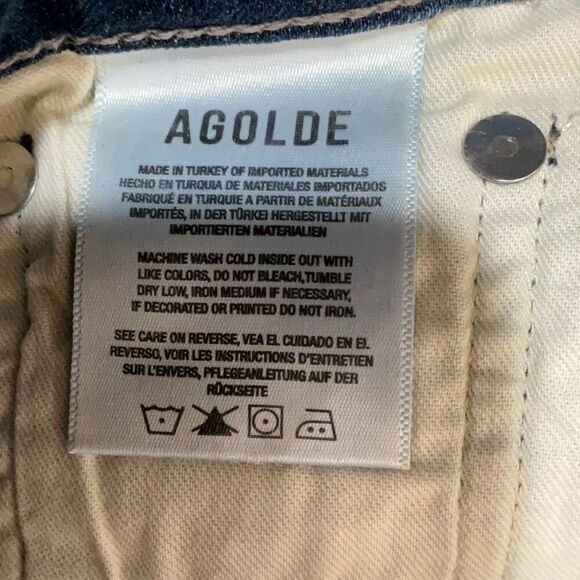 AGOLDE
MADE IN TURKEY OF IMPORTED MATERIALS
HECHO EN TURQUIA DE MATERIALES IMPORTADOS
FABRIQUÉ EN TURQUIE A PARTIR DE MATÉRIAUX
IMPORTÉS, IN DER TÜRKEI HERGESTELLT MIT
IMPORTIERTEN MATERIALIEN
MACHINE WASH COLD INSIDE OUT WITH
LIKE COLORS, DO NOT BLEACH,TUMBLE
DRY LOW, IRON MEDIUM IF NECESSARY,
IF DECORATED OR PRINTED DO NOT IRON.
SEE CARE ON REVERSE, VEA EL CUIDADO EN EL
REVERSO, VOIR LES INSTRUCTIONS D'ENTRETIEN
SUR L'ENVERS, PFLEGEANLEITUNG AUF DER
RÜCKSEITE